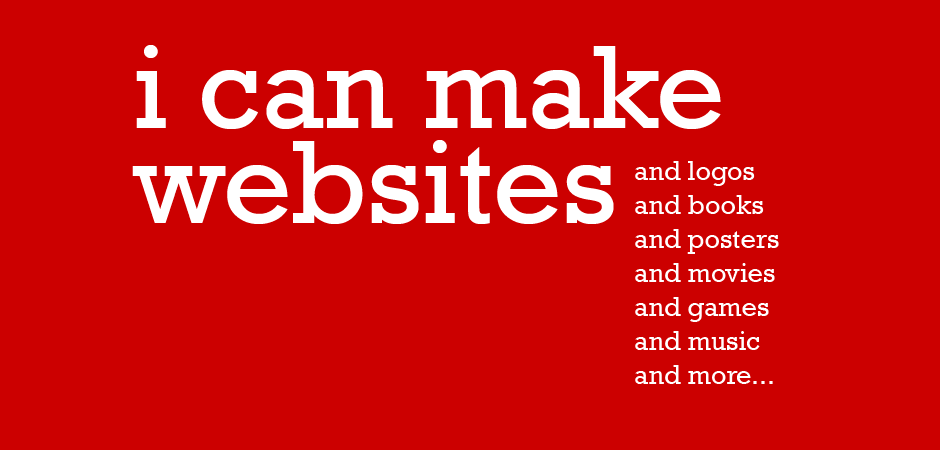 i can make
websites
and logos
and books
and posters
and movies
and games
and music
and more...